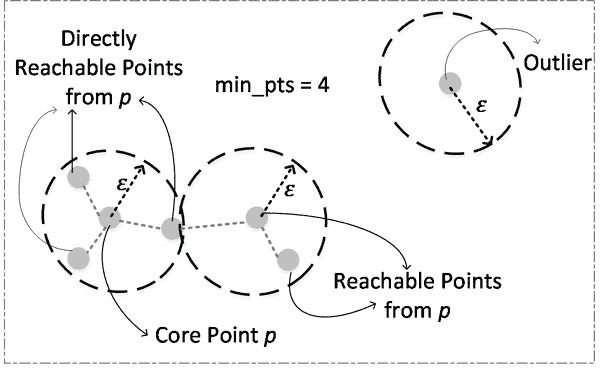 Directly
Reachable Points
from p
min_pts = 4
Outlier
ε
ε
ε
Reachable Points
from p
Core Point p